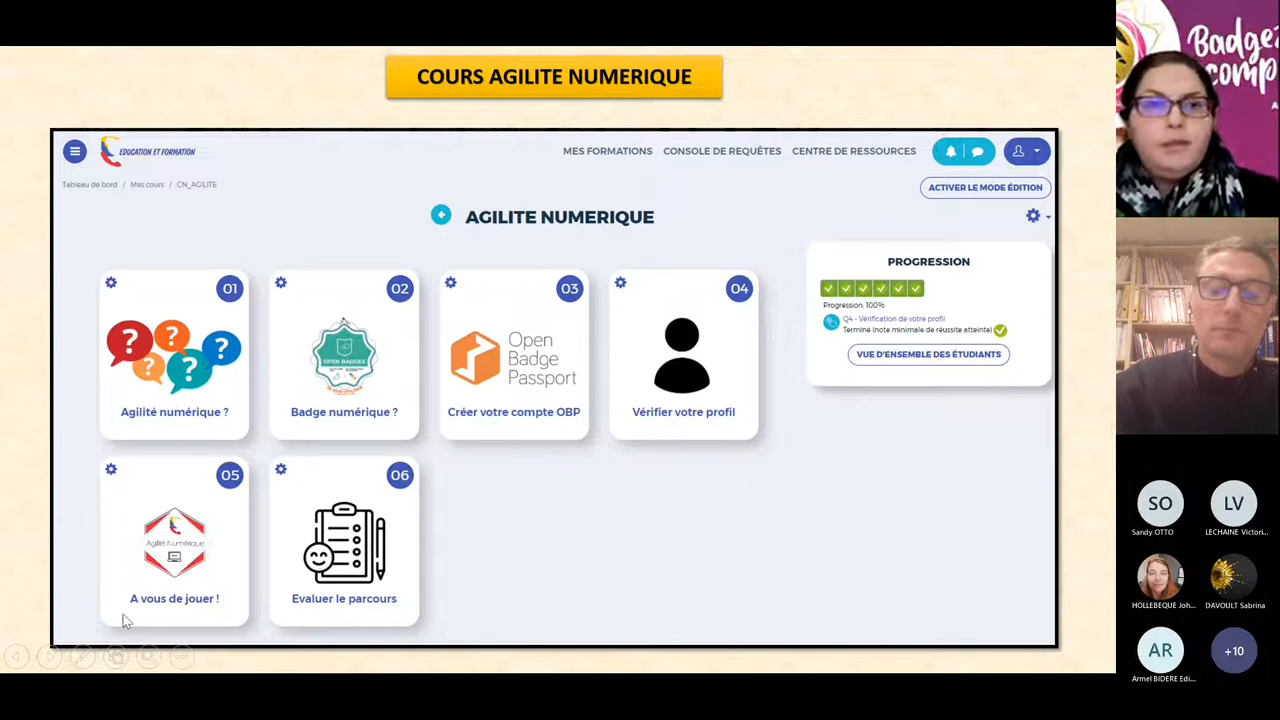 COURS AGILITE NUMERIQUE
EDUCATION ET FORMATION
MES FORMATIONS
CONSOLE DE REQUÊTES
CENTRE DE RESSOURCES
Tableau de bord / Mes cours / CN_AGILITE
ACTIVER LE MODE ÉDITION
AGILITE NUMERIQUE
01
Agilité numérique ?
02
OPEN BADGES
Badge numérique ?
03
Open
Badge
Passport
Créer votre compte OBP
04
Vérifier votre profil
PROGRESSION
Progression: 100%
Q4 - Vérification de votre profil
Terminé (note minimale de réussite atteinte)
VUE D'ENSEMBLE DES ÉTUDIANTS
05
Agilité Numérique
A vous de jouer !
06
Evaluer le parcours
Badge
comp
SO
Sandy OTTO
LV
LECHAINE Victori...
HOLLEBEQUE Joh...
DAVOULT Sabrina
AR
Armel BIDERE Edi...
+10